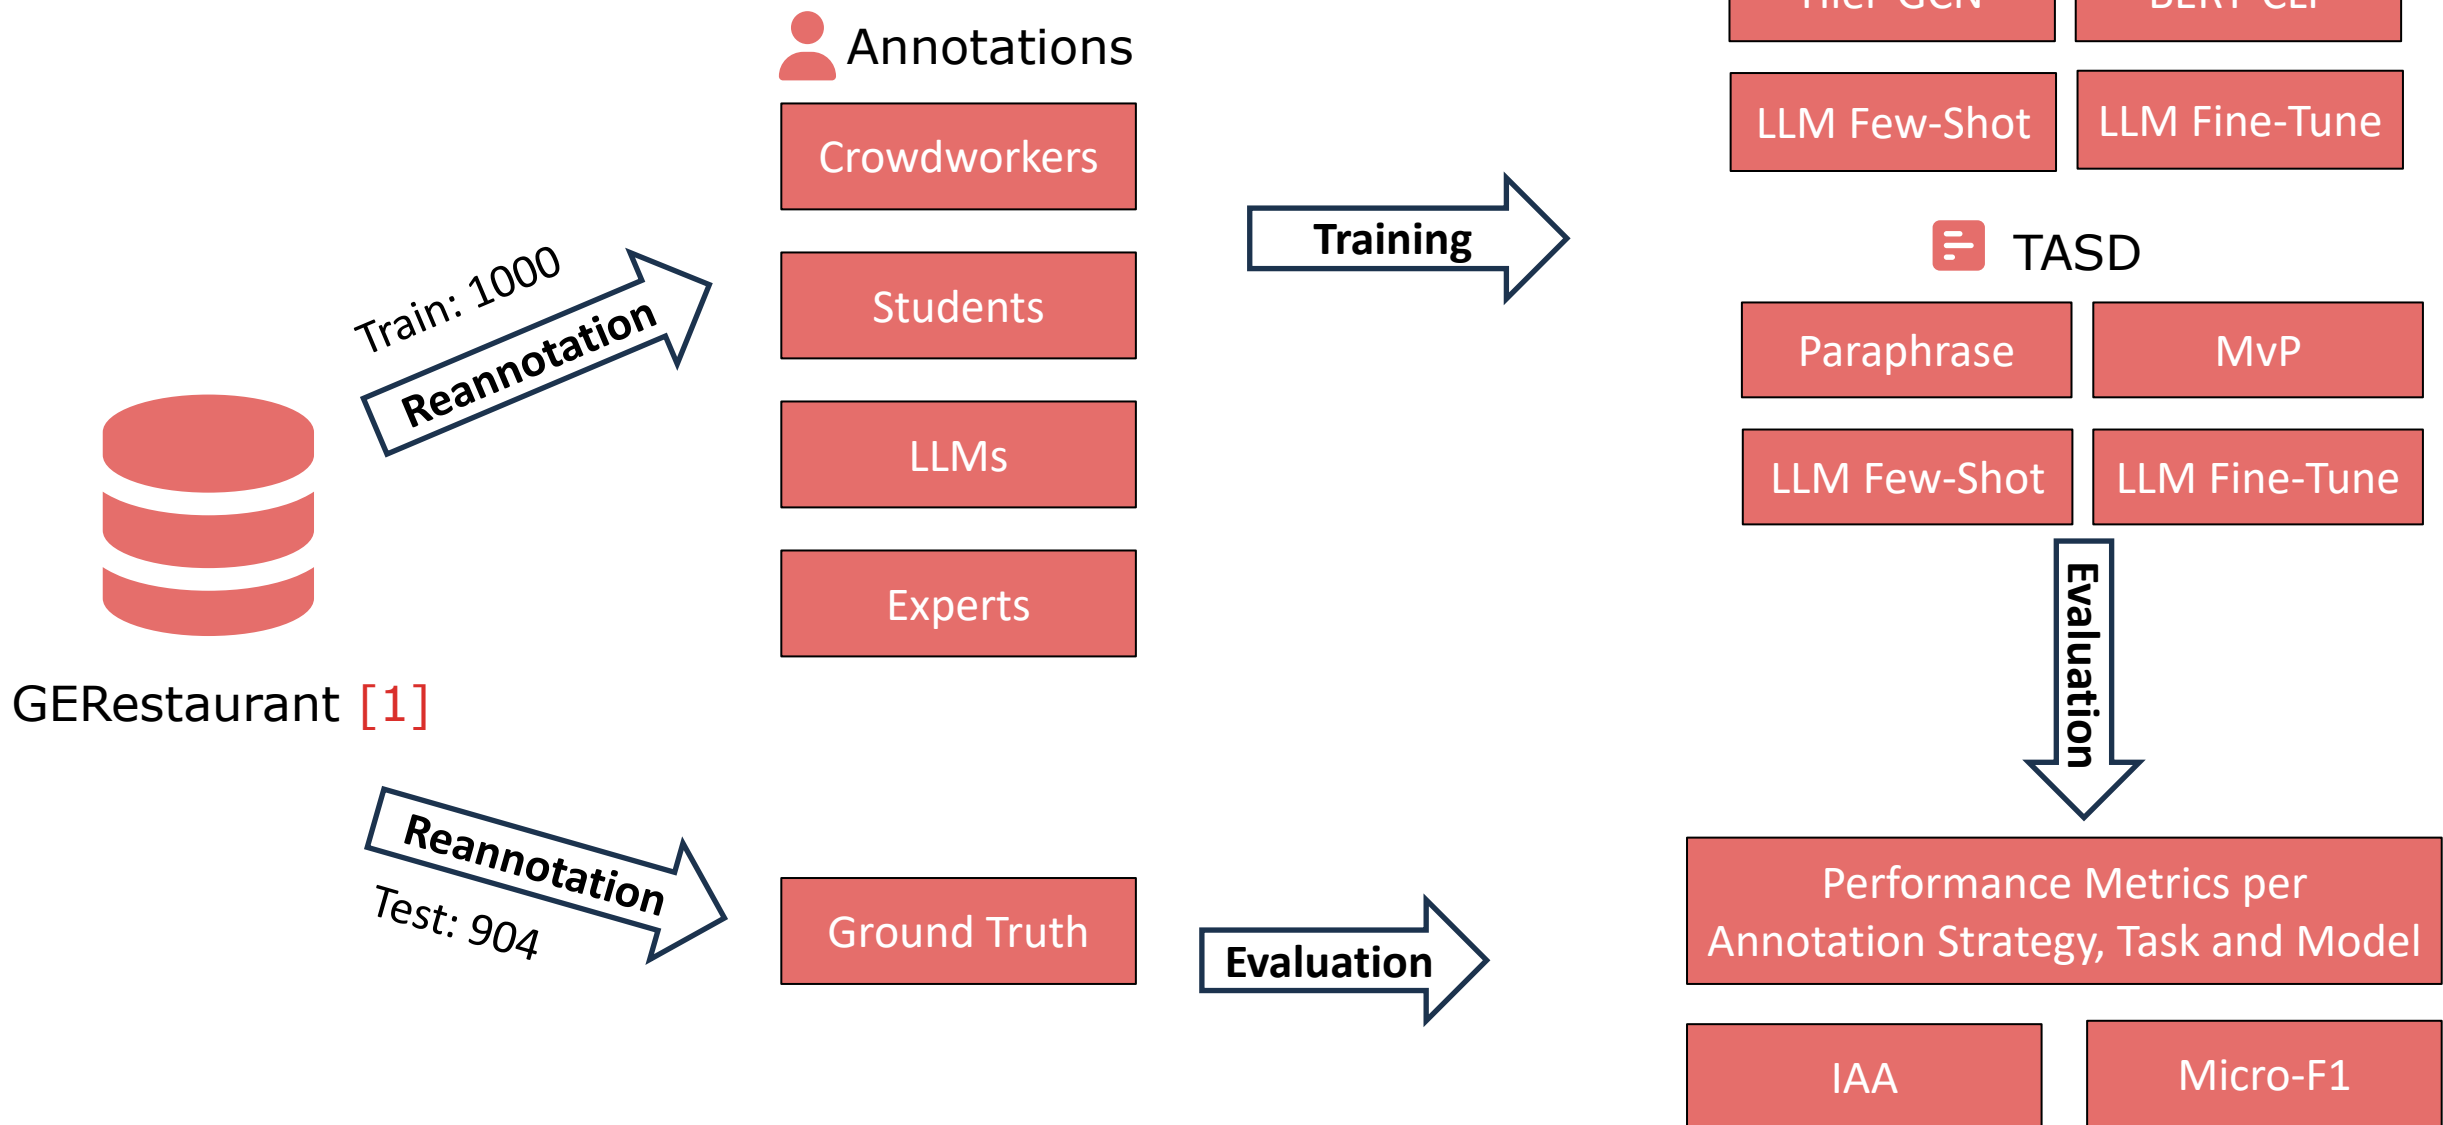 Annotations
Crowdworkers
Students
LLMs
Experts
Train: 1000
Reannotation
GERestaurant [1]
Reannotation
Test: 904
Ground Truth
Training
Evaluation
LLM Few-Shot
LLM Fine-Tune
TASD
Paraphrase
MvP
LLM Few-Shot
LLM Fine-Tune
Evaluation
Performance Metrics per
Annotation Strategy, Task and Model
IAA
Micro-F1